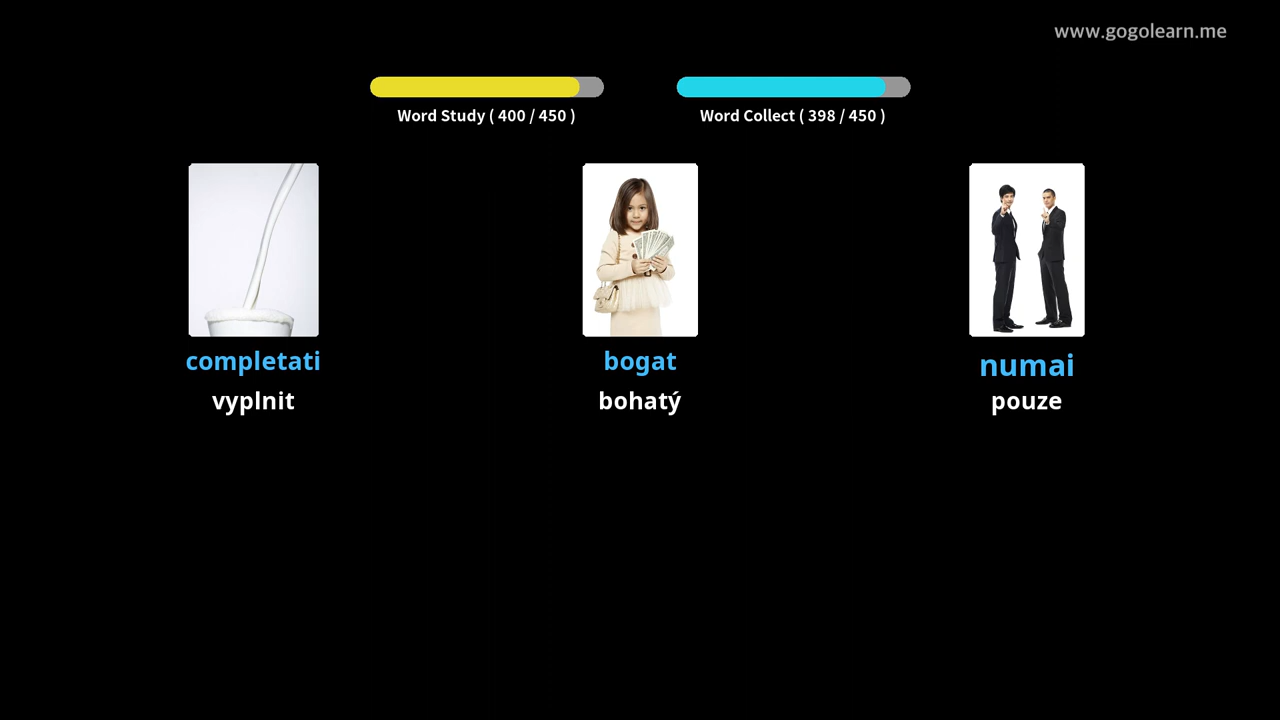 www.gogolearn.me
Word Study ( 400 / 450 )
Word Collect ( 398 / 450 )
completati
vyplnit
bogat
bohatý
numai
pouze